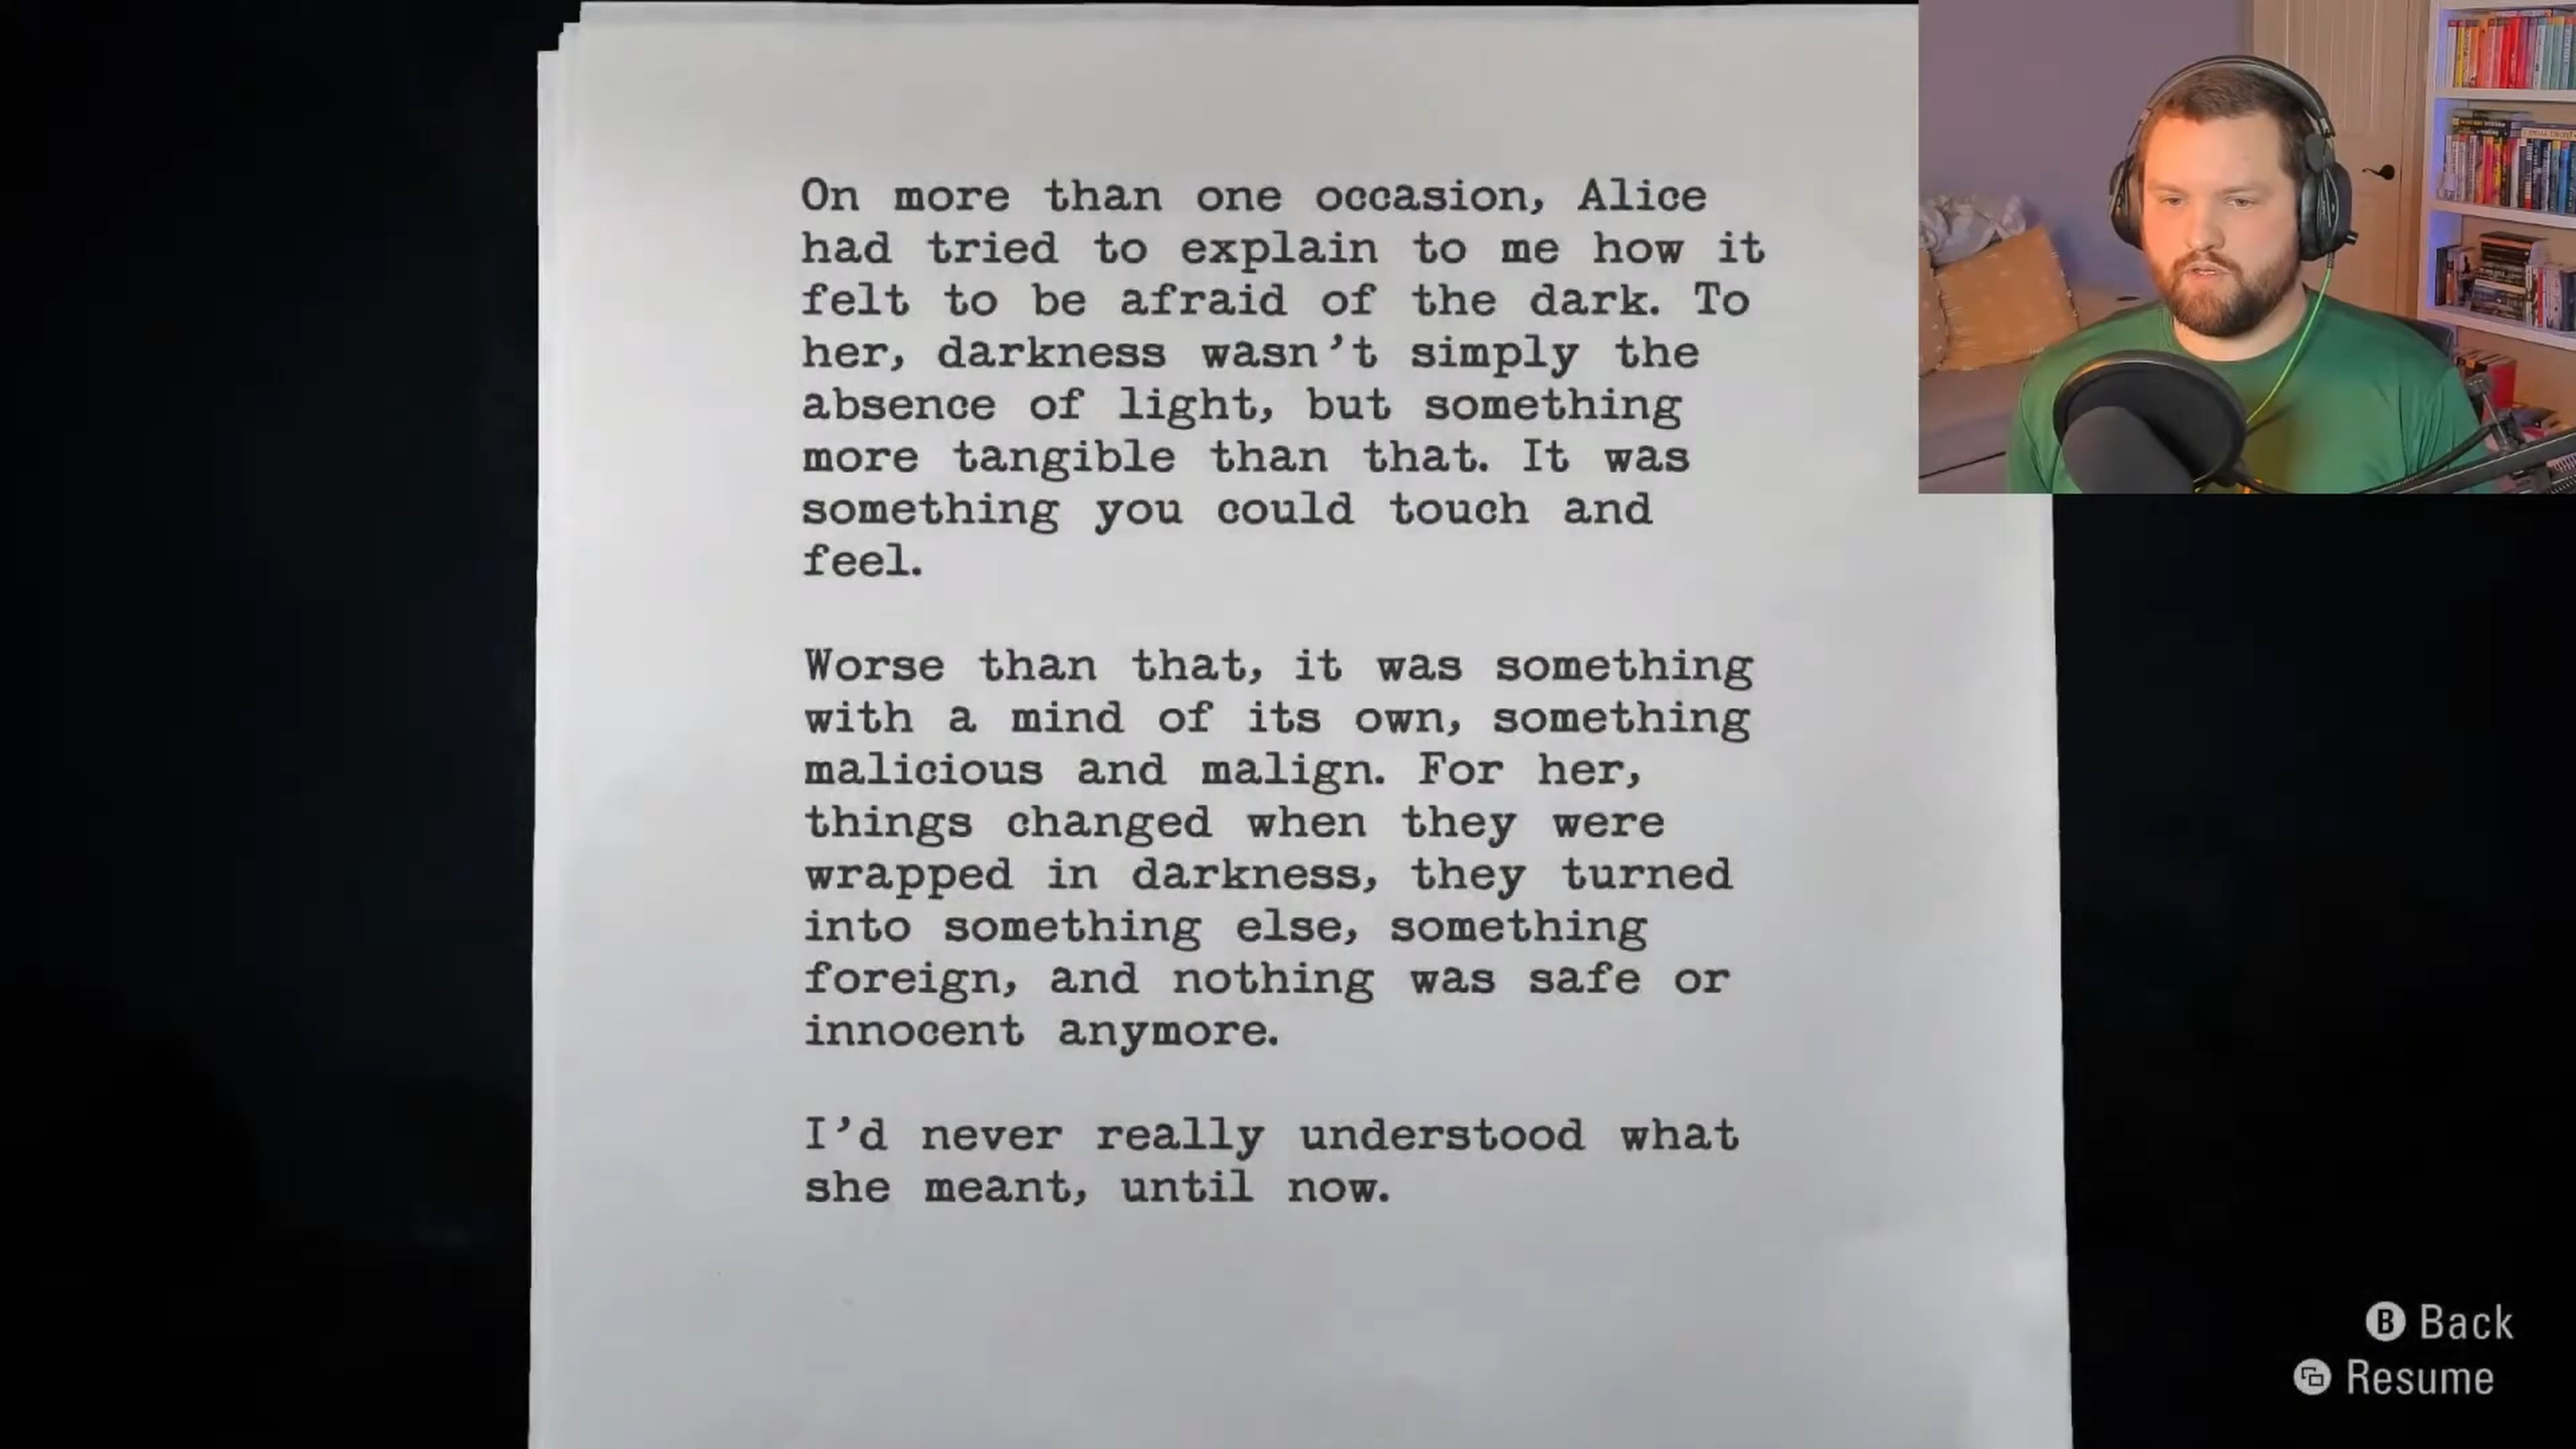 On more than one occasion, Alice
had tried to explain to me how it
felt to be afraid of the dark. To
her, darkness wasn't simply the
absence of light, but something
more tangible than that. It was
something you could touch and
feel.
Worse than that, it was something
with a mind of its own, something
malicious and malign. For her,
things changed when they were
wrapped in darkness, they turned
into something else, something
foreign, and nothing was safe or
innocent anymore.
I'd never really understood what
she meant, until now.
B Back
Resume